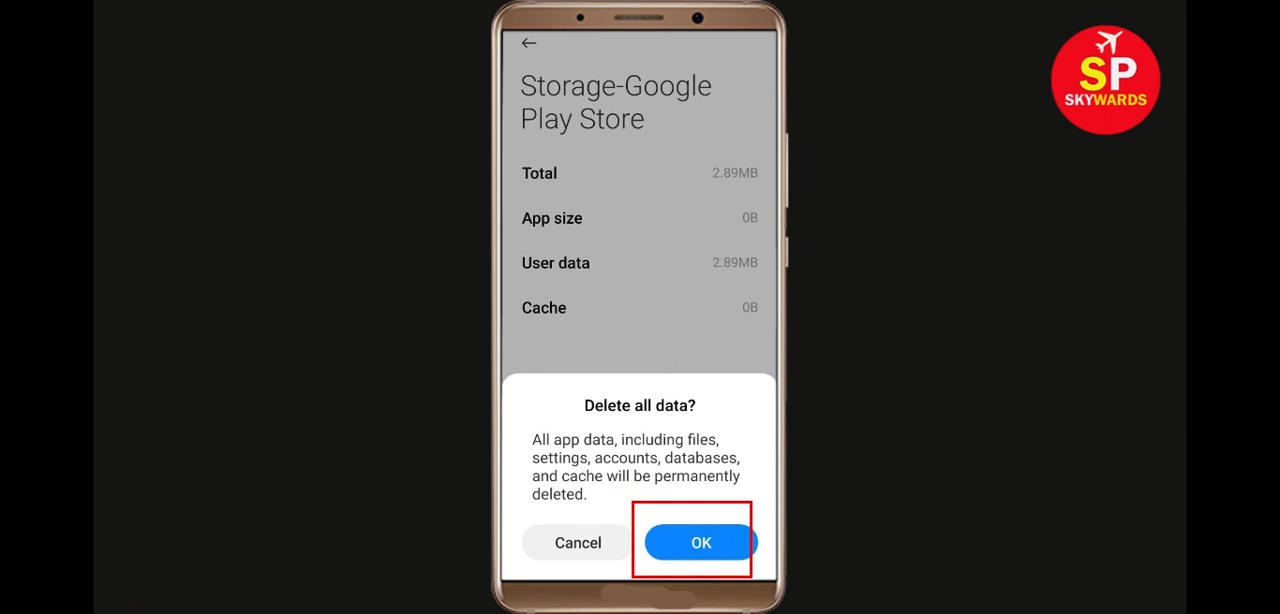 Storage-Google
Play Store
Total 2.89MB
App size 0B
User data 2.89MB
Cache 0B
Delete all data?
All app data, including files,
settings, accounts, databases,
and cache will be permanently
deleted.
Cancel OK
SP
SKYWARDS